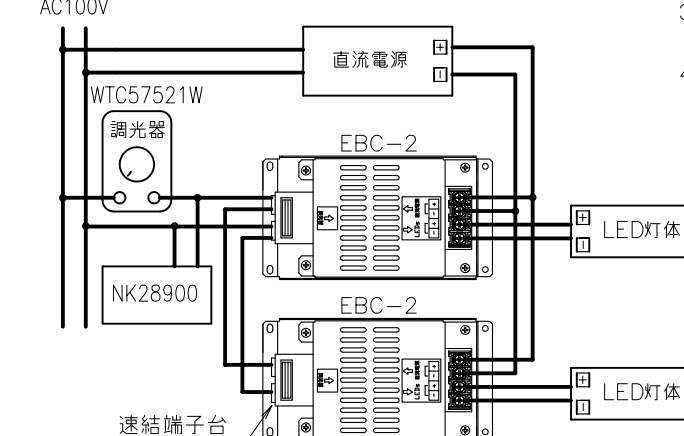 AC100V
直流電源
+
−
WTC57521W
調光器
EBC−2
+
LED灯体
−
NK28900
EBC−2
+
LED灯体
−
速結端子台